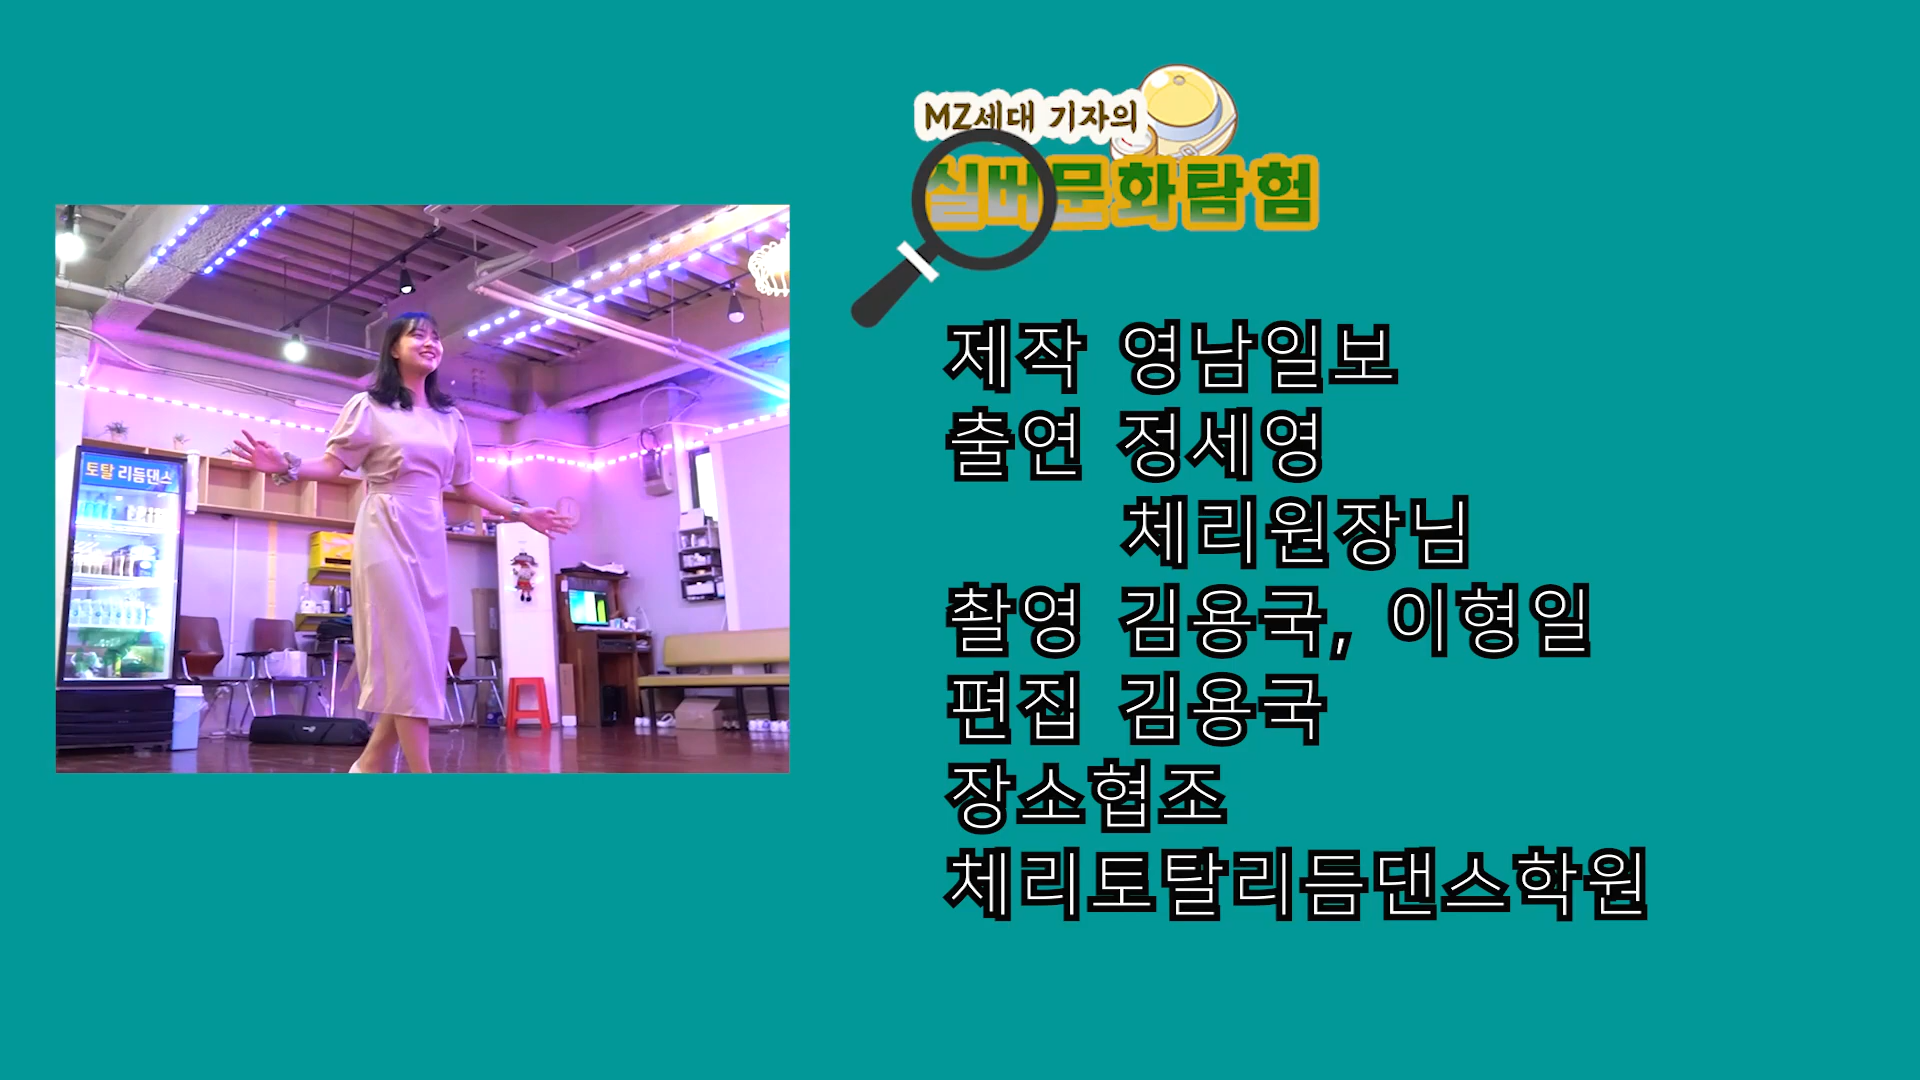 MZ세대 기자의
실버문화탐험
토탈 리듬댄스
제작 영남일보
출연 정세영
체리원장님
촬영 김용국, 이형일
편집 김용국
장소협조
체리토탈리듬댄스학원